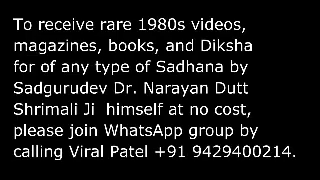 To receive rare 1980s videos,
magazines, books, and Diksha
for of any type of Sadhana by
Sadgurudev Dr. Narayan Dutt
Shrimali Ji  himself at no cost,
please join WhatsApp group by
calling Viral Patel +91 9429400214.